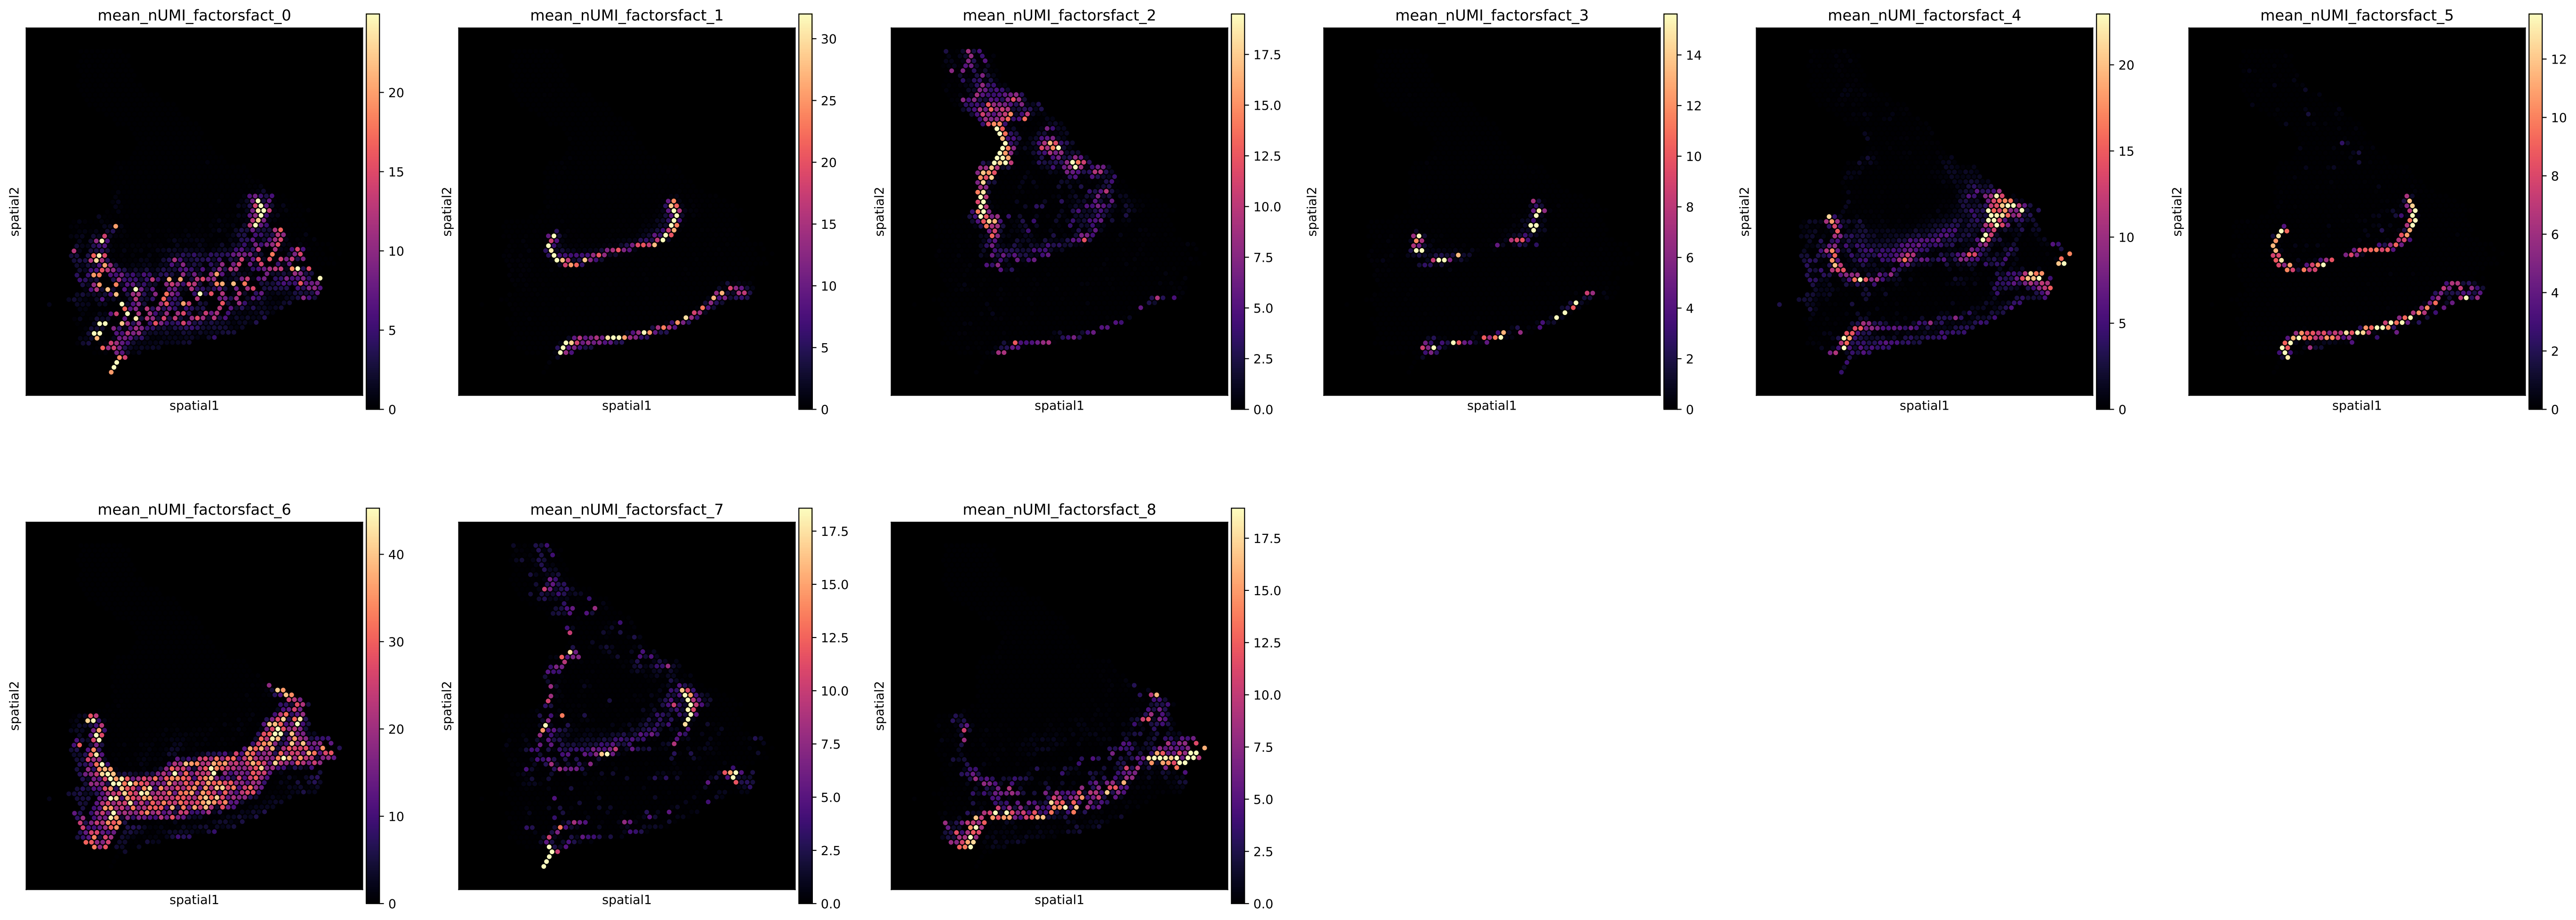 mean_nUMI_factorsfact_0
mean_nUMI_factorsfact_1
mean_nUMI_factorsfact_2
mean_nUMI_factorsfact_3
mean_nUMI_factorsfact_4
mean_nUMI_factorsfact_5
spatial2
20
15
10
5
0
spatial1
spatial2
30
25
20
15
10
5
0
spatial1
spatial2
17.5
15.0
12.5
10.0
7.5
5.0
2.5
0.0
spatial1
spatial2
14
12
10
8
6
4
2
0
spatial1
spatial2
20
15
10
5
0
spatial1
spatial2
12
10
8
6
4
2
0
spatial1
mean_nUMI_factorsfact_6
mean_nUMI_factorsfact_7
mean_nUMI_factorsfact_8
spatial2
40
30
20
10
0
spatial1
spatial2
17.5
15.0
12.5
10.0
7.5
5.0
2.5
0.0
spatial1
spatial2
17.5
15.0
12.5
10.0
7.5
5.0
2.5
0.0
spatial1